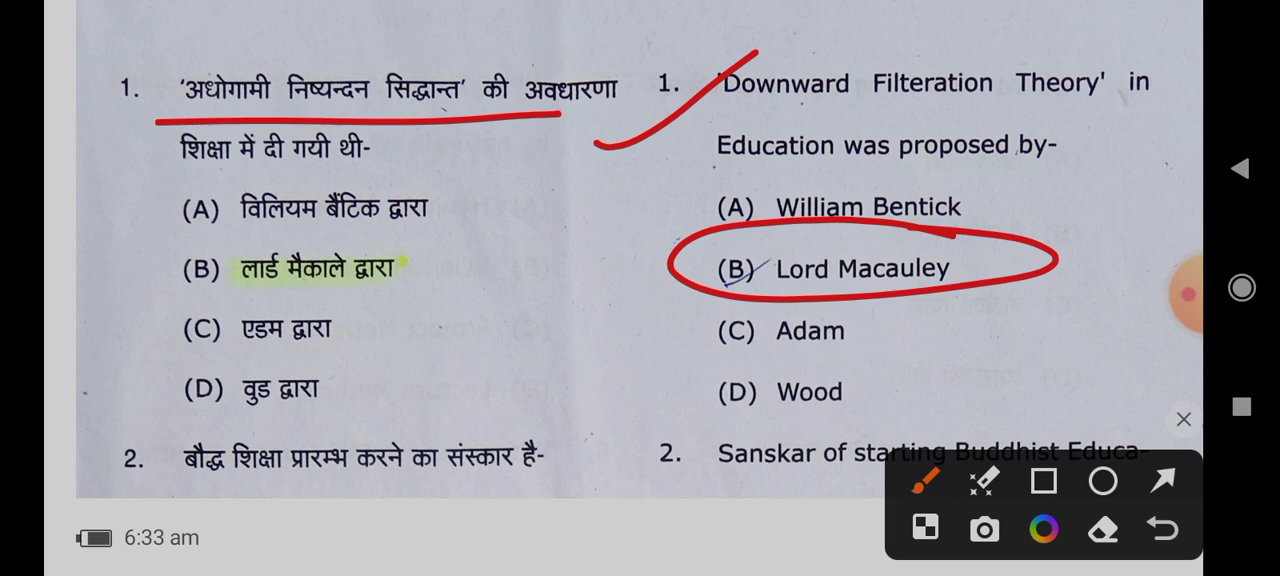 1. 'अधोगामी निष्यन्दन सिद्धान्त' की अवधारणा
शिक्षा में दी गयी थी-
(A) विलियम बैंटिक द्वारा
(B) लार्ड मैकाले द्वारा
(C) एडम द्वारा
(D) वुड द्वारा
2. बौद्ध शिक्षा प्रारम्भ करने का संस्कार है-
1. 'Downward Filteration Theory' in
Education was proposed by-
(A) William Bentick
(B) Lord Macauley
(C) Adam
(D) Wood
2. Sanskar of starting Buddhist Educa-
6:33 am